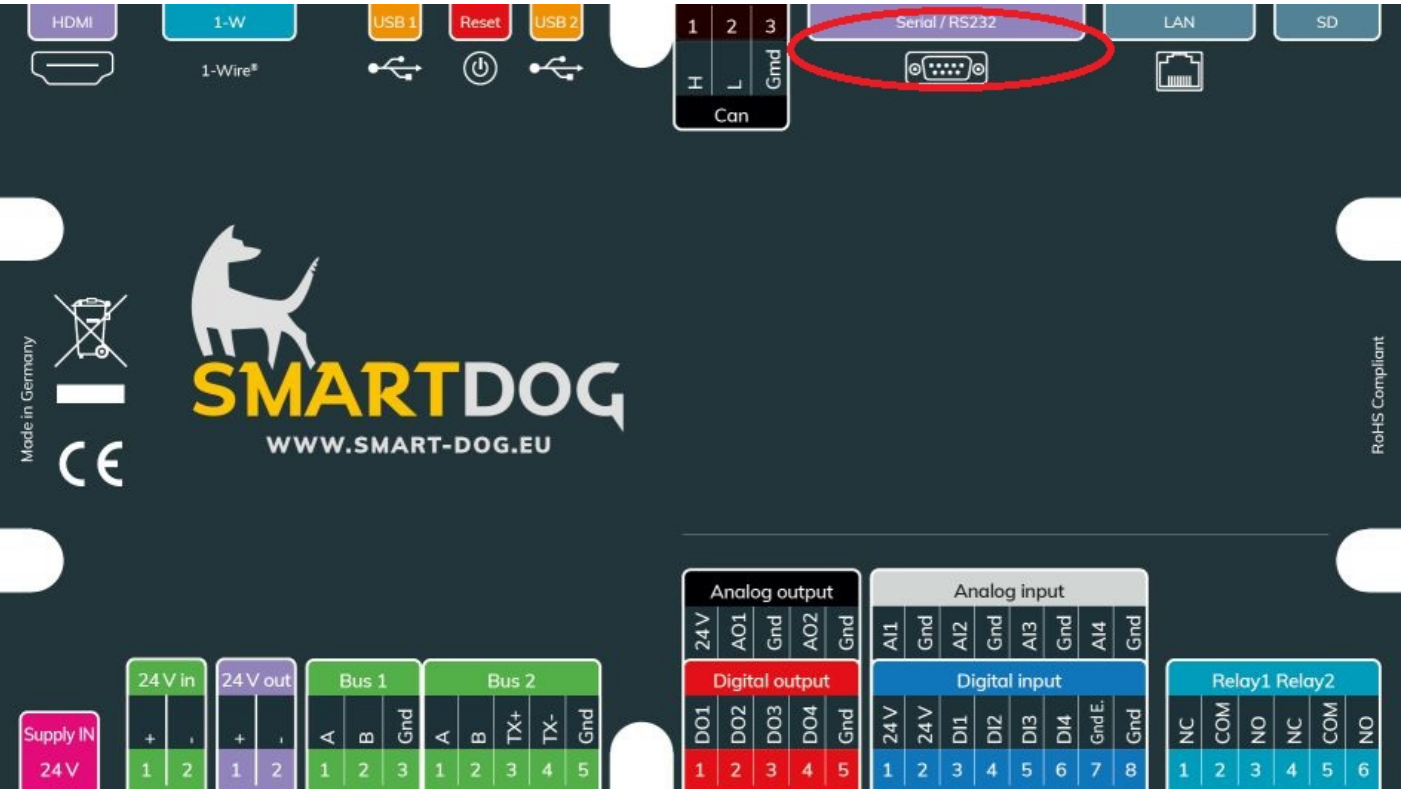 HDMI
1-W
USB 1
Reset
USB 2
1 2 3
Serial / RS232
LAN
SD
1-Wire®
H L Gmd
Can
Made in Germany
CE
SMARTDOG
WWW.SMART-DOG.EU
RoHS Compliant
Analog output
Analog input
24 V AO1 Gnd AO2 Gnd
AI1 Gnd AI2 Gnd AI3 Gnd AI4 Gnd
24 V in
24 V out
Bus 1
Bus 2
Digital output
Digital input
Relay1 Relay2
Supply IN
+ -
+ -
A B Gnd
A B TX+ TX- Gnd
DO1 DO2 DO3 DO4 Gnd
24 V 24 V DI1 DI2 DI3 DI4 Gnd E. Gnd
NC COM NO NC COM NO
24 V
1 2
1 2
1 2 3
1 2 3 4 5
1 2 3 4 5
1 2 3 4 5 6 7 8
1 2 3 4 5 6